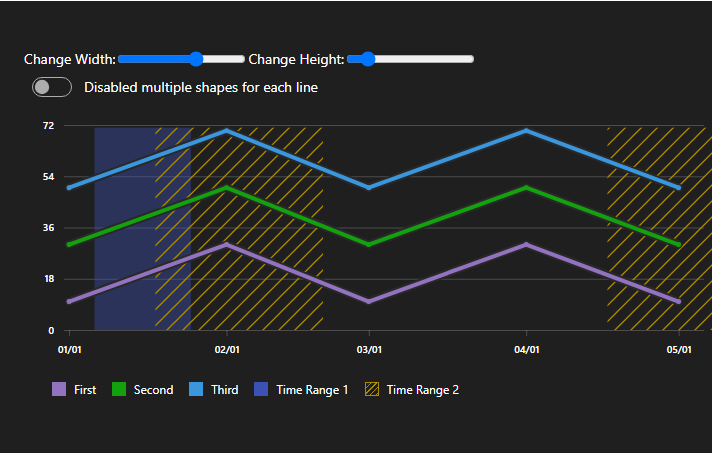 Change Width: Change Height:
Disabled multiple shapes for each line
72
54
36
18
0
01/01 02/01 03/01 04/01 05/01
First Second Third Time Range 1 Time Range 2